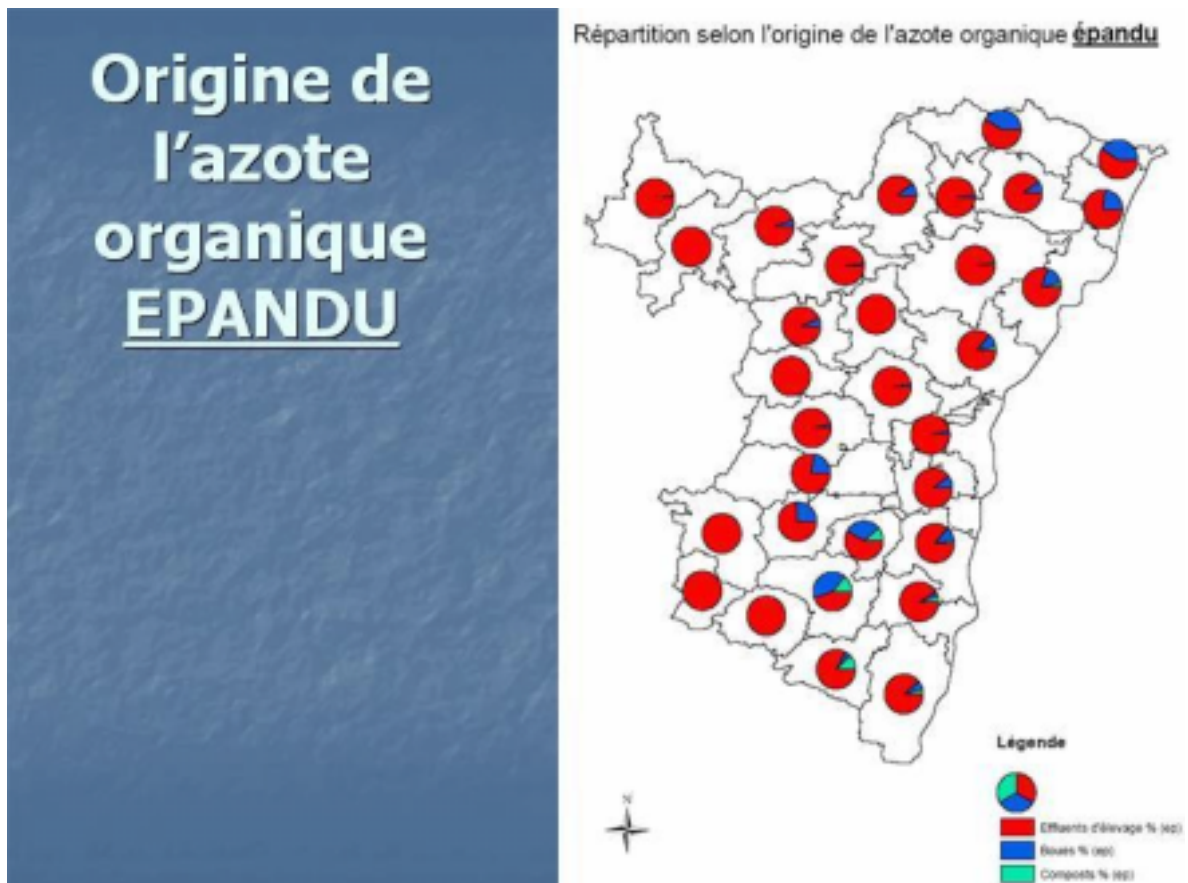 Origine de
l'azote
organique
EPANDU
Répartition selon l'origine de l'azote organique épandu
Légende
N
Effluents d'élevage % (ep)
Boues % (ep)
Composts % (ep)